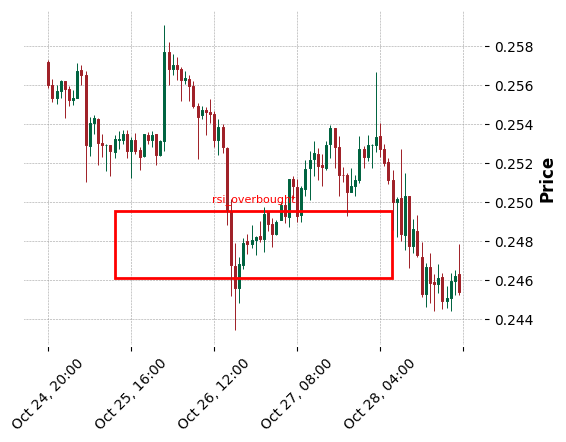 0.258
0.256
0.254
0.252
0.250
0.248
0.246
0.244
Price
rsi_overbought
Oct 24, 20:00
Oct 25, 16:00
Oct 26, 12:00
Oct 27, 08:00
Oct 28, 04:00